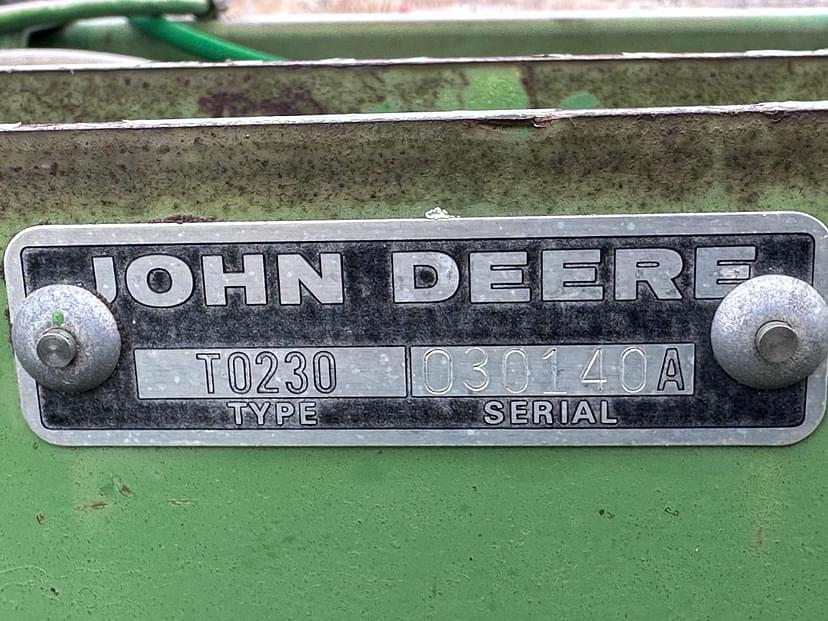 JOHN DEERE
T0230 030140A
TYPE SERIAL